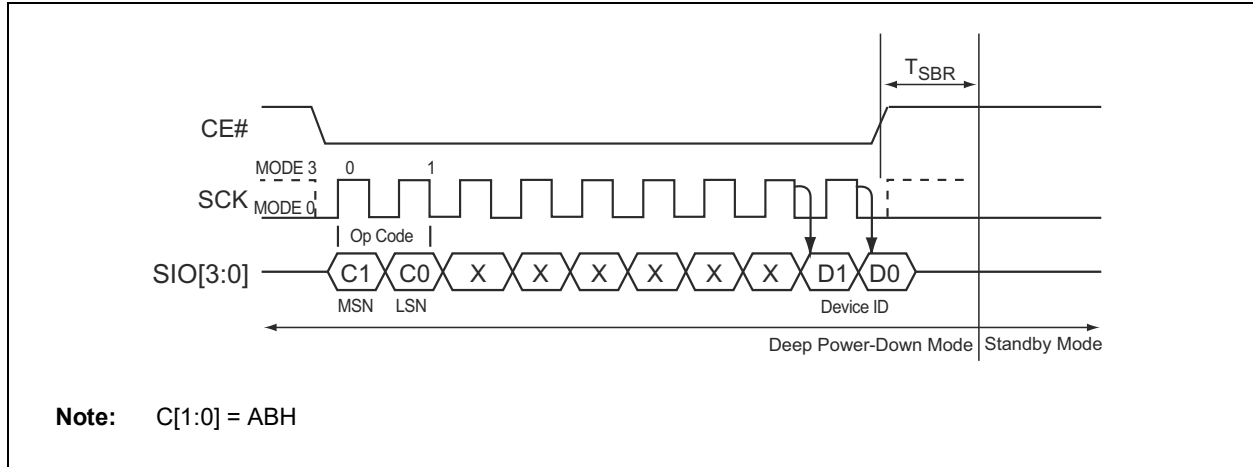 T_SBR
CE#
MODE 3 0 1
SCK
MODE 0
Op Code
SIO[3:0] C1 C0 X X X X X X D1 D0
MSN LSN Device ID
Deep Power-Down Mode Standby Mode
Note: C[1:0] = ABH